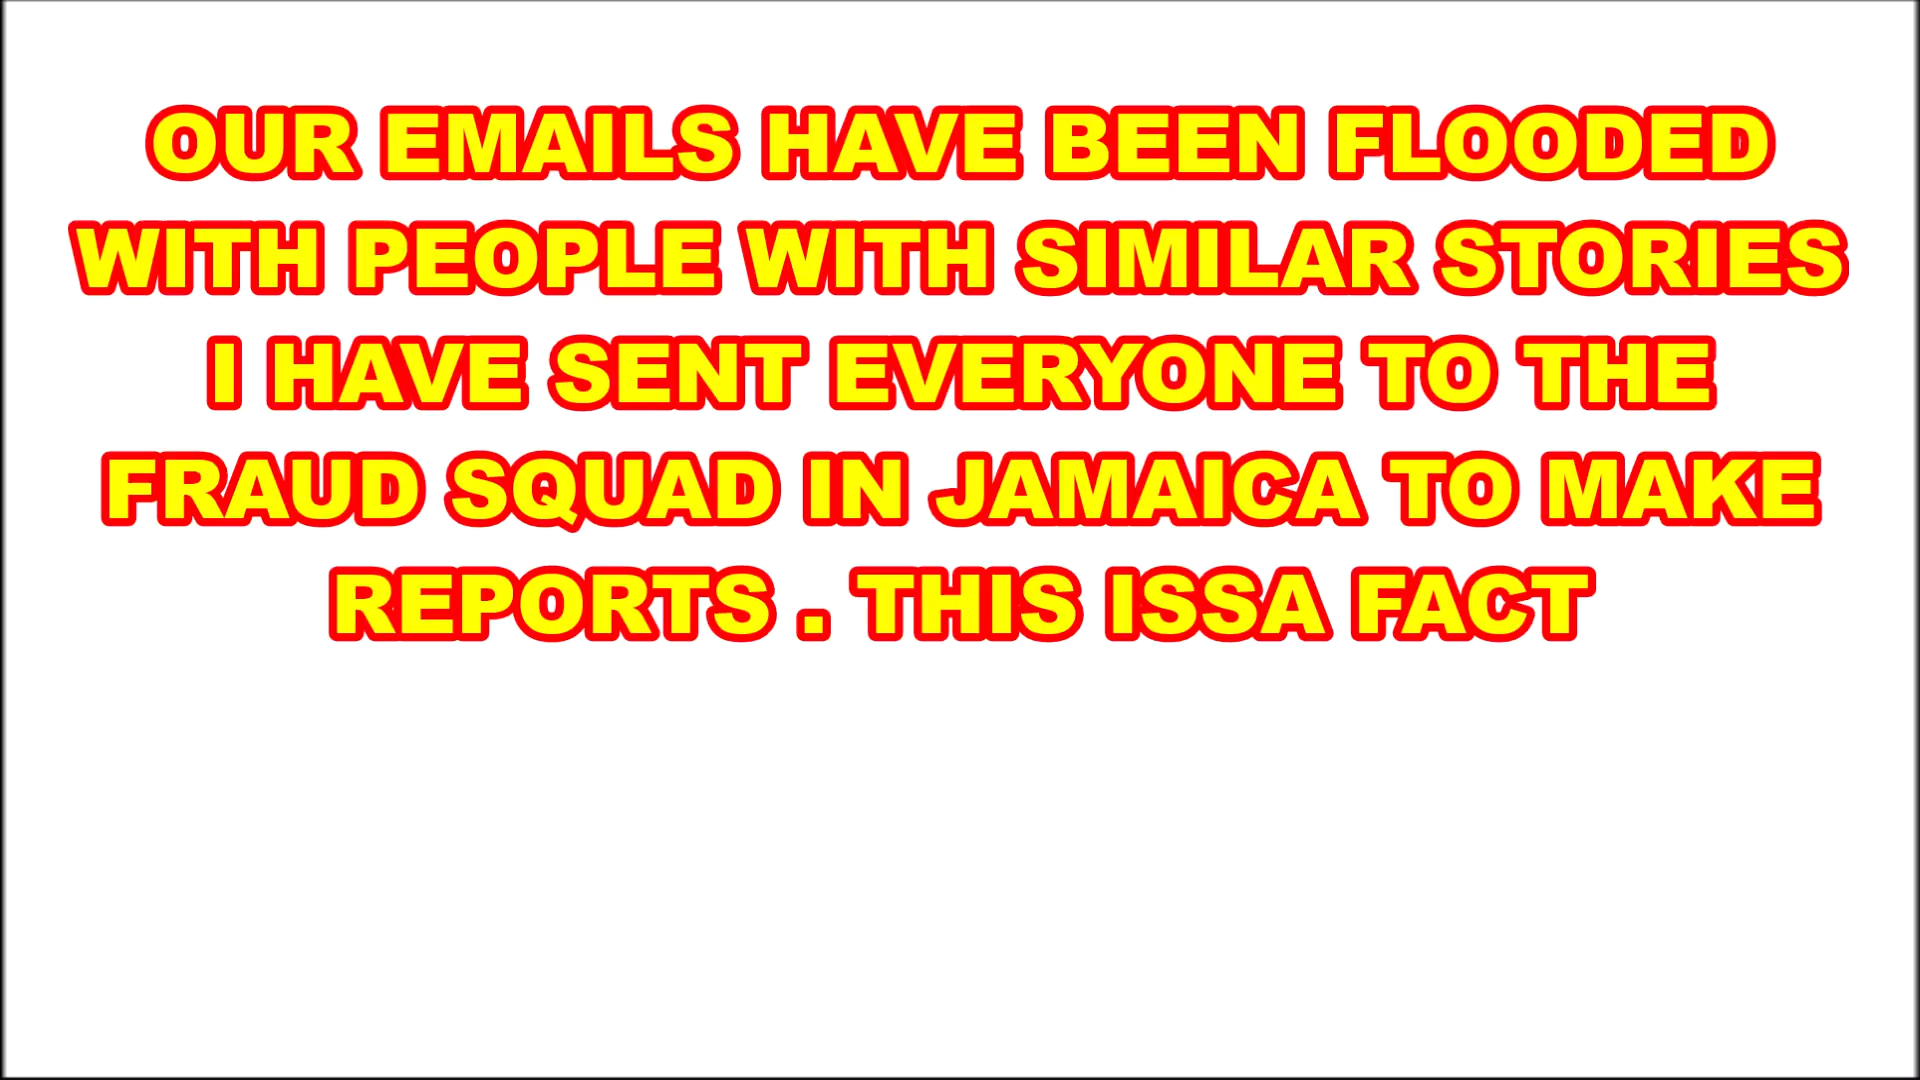 OUR EMAILS HAVE BEEN FLOODED
WITH PEOPLE WITH SIMILAR STORIES
I HAVE SENT EVERYONE TO THE
FRAUD SQUAD IN JAMAICA TO MAKE
REPORTS . THIS ISSA FACT